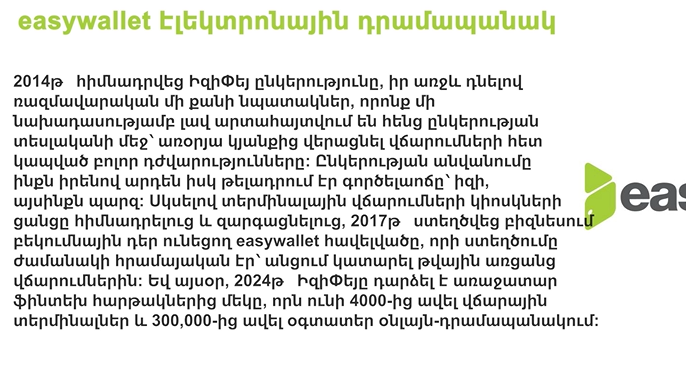 easywallet էլեկտրոնային դրամապանակ
2014թ հիմնադրվեց ԻզիՓեյ ընկերությունը, իր առջև դնելով
ռազմավարական մի քանի նպատակներ, որոնք մի
նախադասությամբ լավ արտահայտվում են հենց ընկերության
տեսլականի մեջ՝ առօրյա կյանքից վերացնել վճարումների հետ
կապված բոլոր դժվարությունները։ Ընկերության անվանումը
ինքն իրենով արդեն իսկ թելադրում էր գործելաոճը՝ իզի,
այսինքն պարզ։ Սկսելով տերմինալային վճարումների կիոսկների
ցանցը հիմնադրելուց և զարգացնելուց, 2017թ ստեղծվեց բիզնեսում
բեկումնային դեր ունեցող easywallet հավելվածը, որի ստեղծումը
ժամանակի հրամայական էր՝ անցում կատարել թվային առցանց
վճարումներին։ Եվ այսօր, 2024թ ԻզիՓեյը դարձել է առաջատար
ֆինտեխ հարթակներից մեկը, որն ունի 4000-ից ավել վճարային
տերմինալներ և 300,000-ից ավել օգտատեր օնլայն-դրամապանակում։
eas